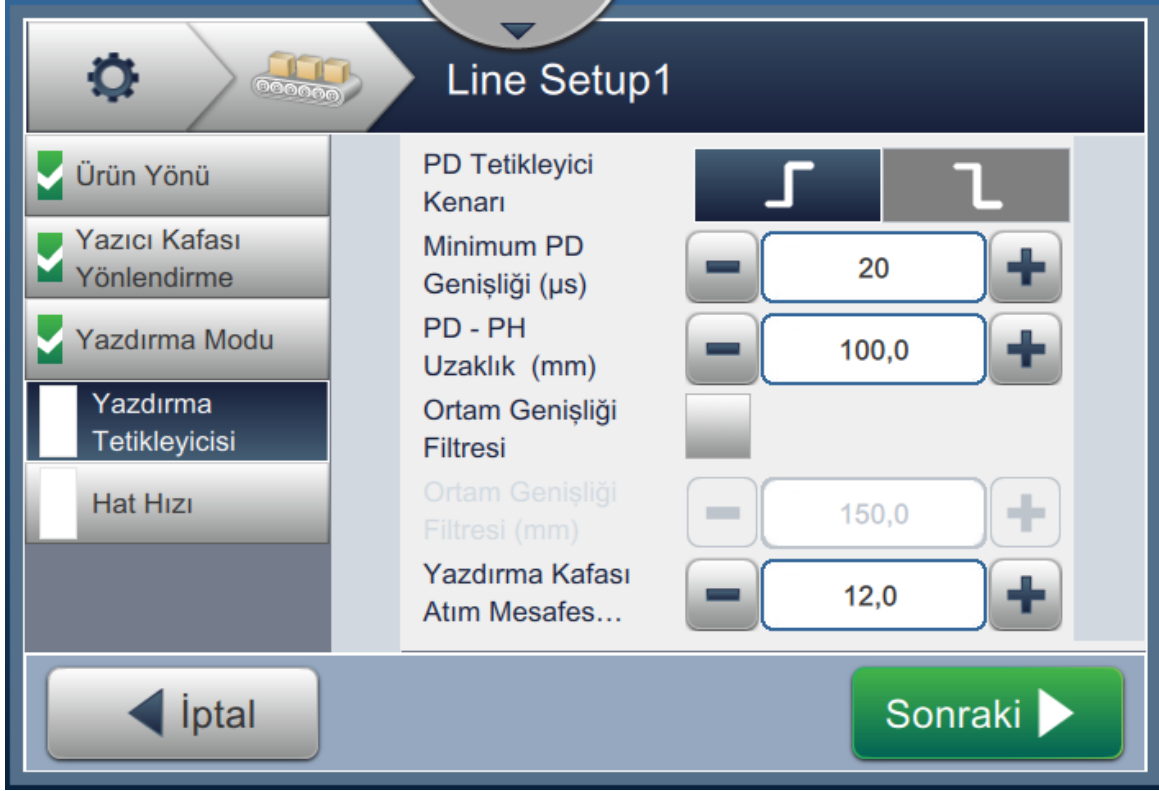 Line Setup1
Ürün Yönü
Yazıcı Kafası
Yönlendirme
Yazdırma Modu
Yazdırma
Tetikleyicisi
Hat Hızı
PD Tetikleyici
Kenarı
Minimum PD
Genişliği (µs)
20
PD - PH
Uzaklık (mm)
100,0
Ortam Genişliği
Filtresi
Ortam Genişliği
Filtresi (mm)
150,0
Yazdırma Kafası
Atım Mesafes...
12,0
İptal
Sonraki